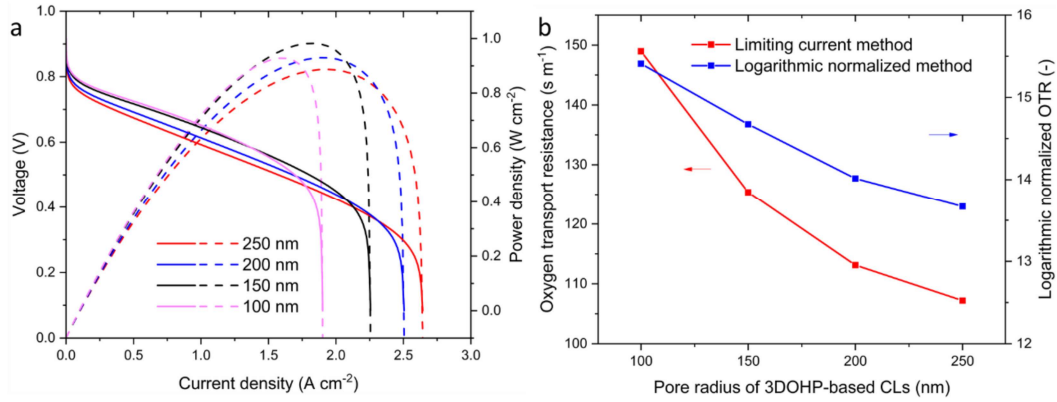 a
Voltage (V)
1.0
0.8
0.6
0.4
0.2
0.0
0.0 0.5 1.0 1.5 2.0 2.5 3.0
Current density (A cm⁻²)
1.0
0.8
0.6
0.4
0.2
0.0
Power density (W cm⁻²)
250 nm
200 nm
150 nm
100 nm
b
Oxygen transport resistance (s m⁻¹)
150
140
130
120
110
100
100 150 200 250
Pore radius of 3DOHP-based CLs (nm)
16
15
14
13
12
Logarithmic normalized OTR (-)
Limiting current method
Logarithmic normalized method